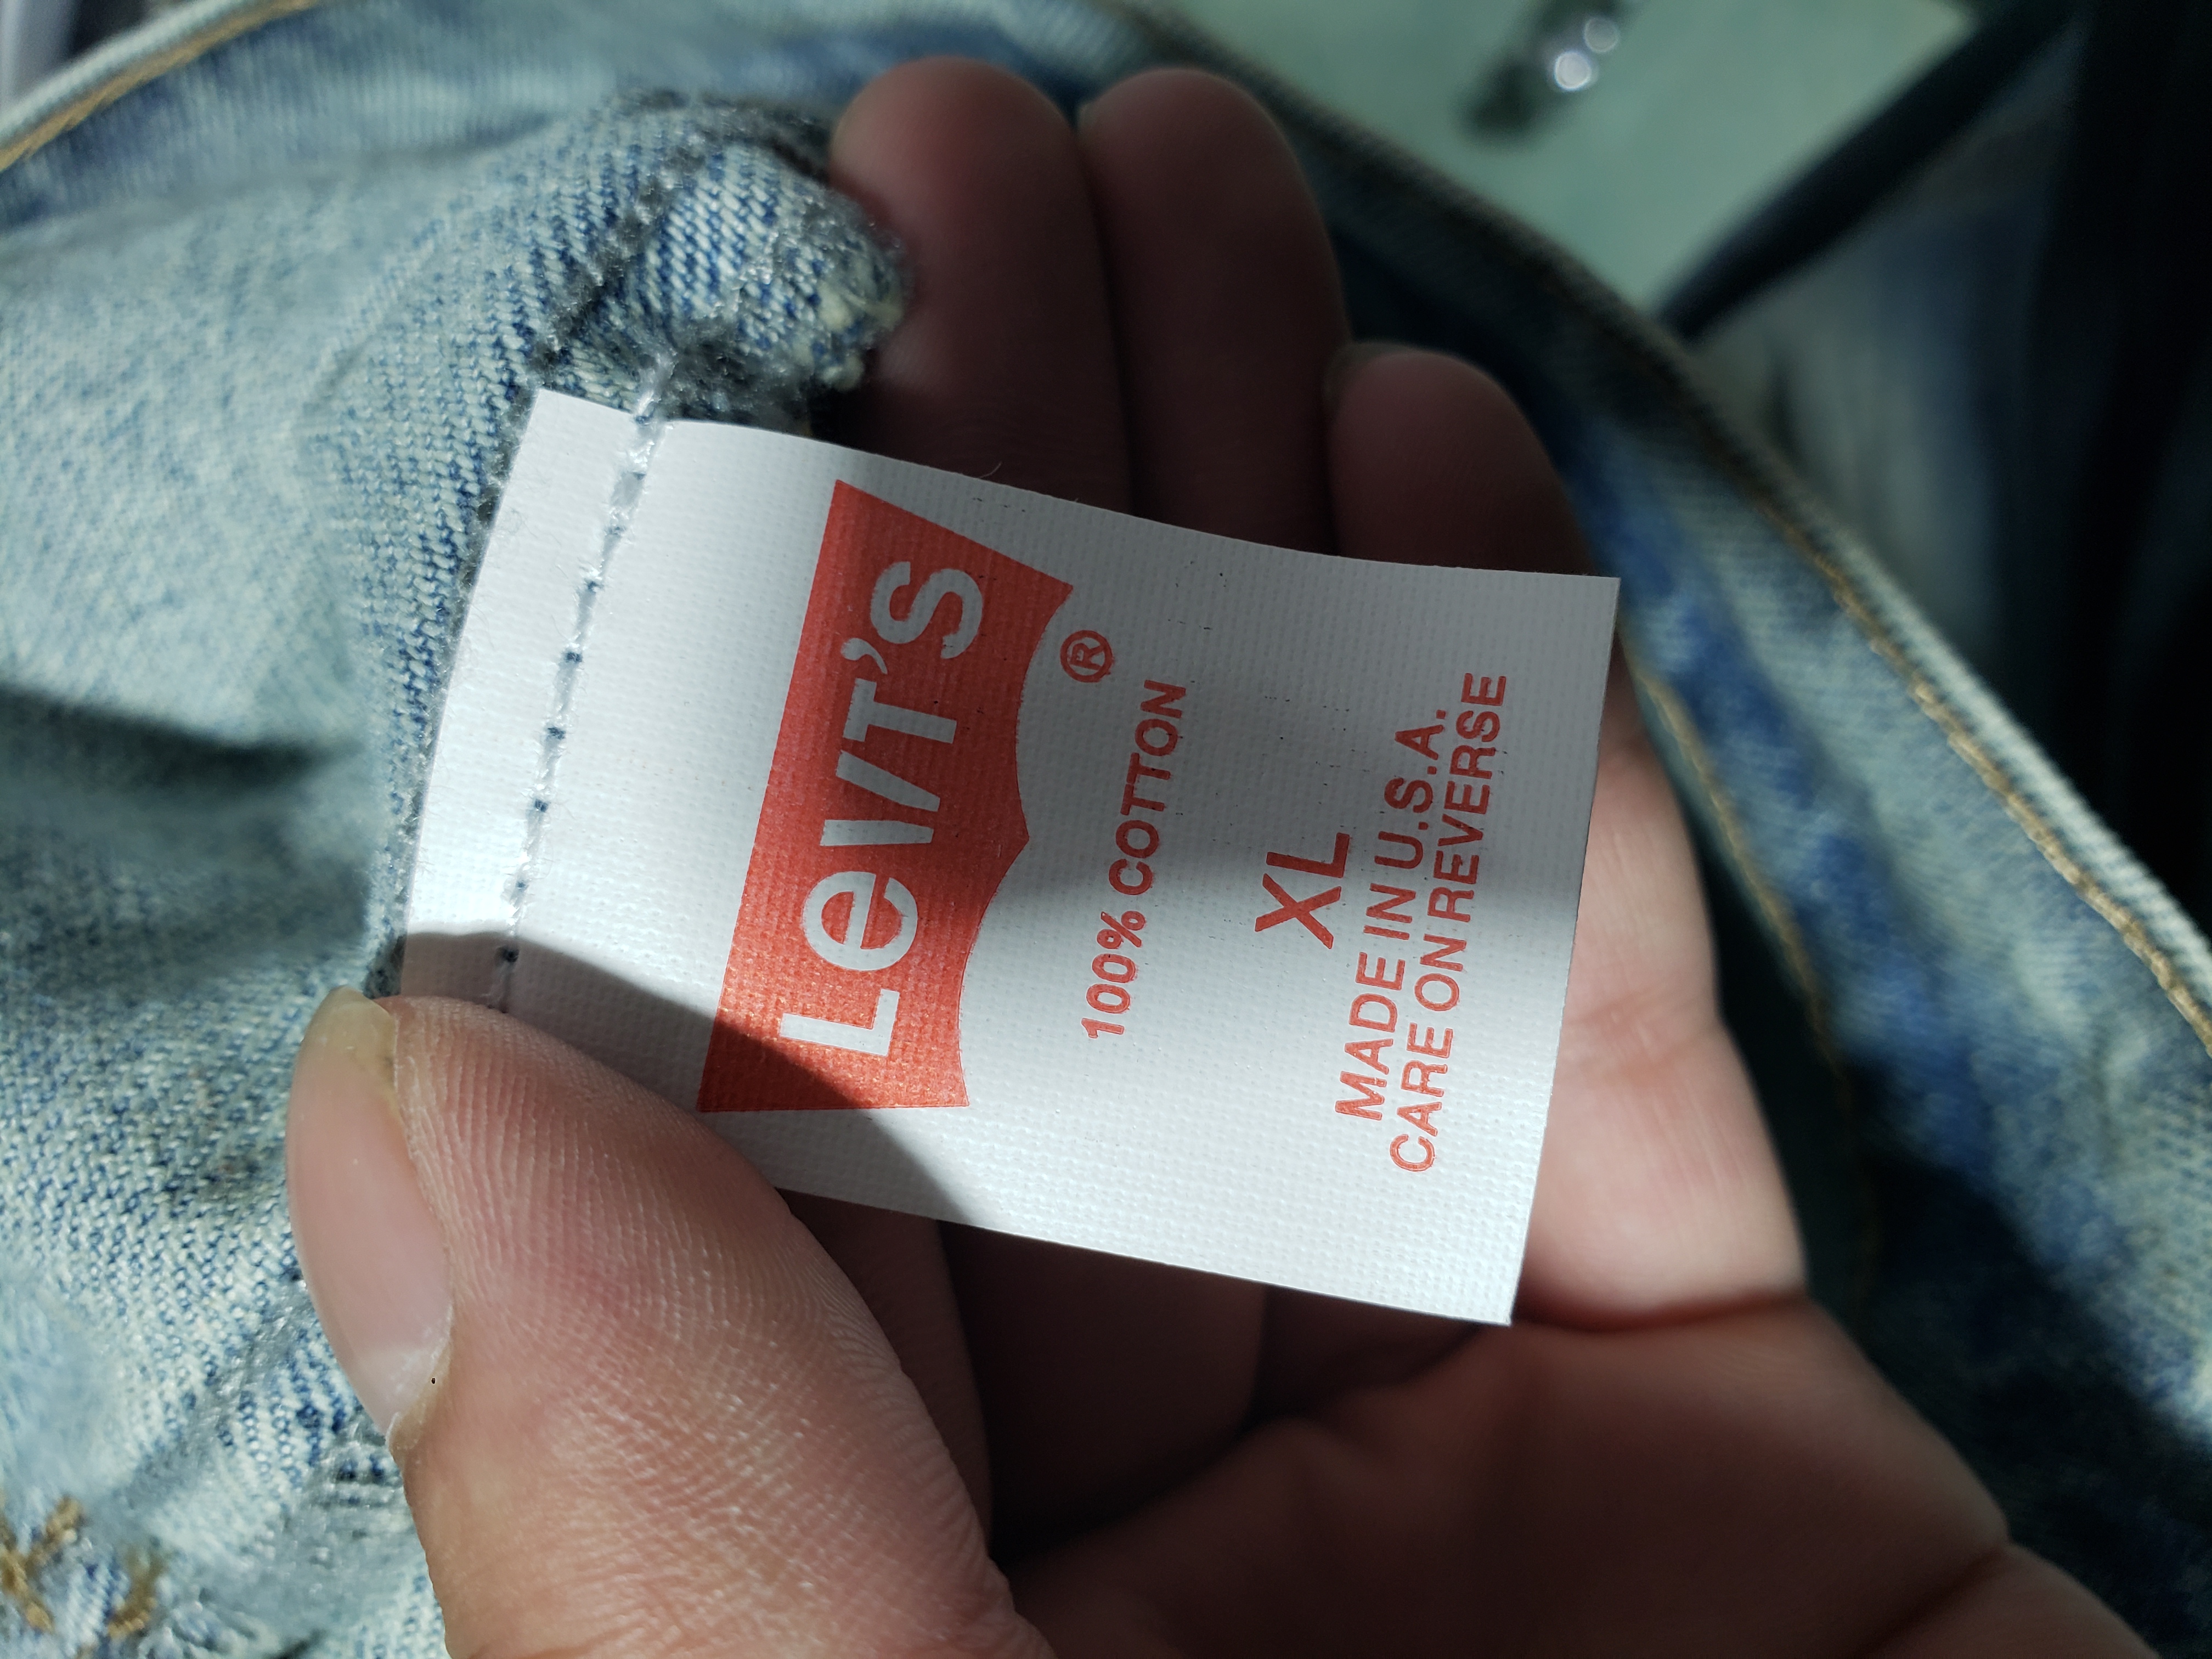 LeVI'S
®
100% COTTON
XL
MADE IN U.S.A.
CARE ON REVERSE